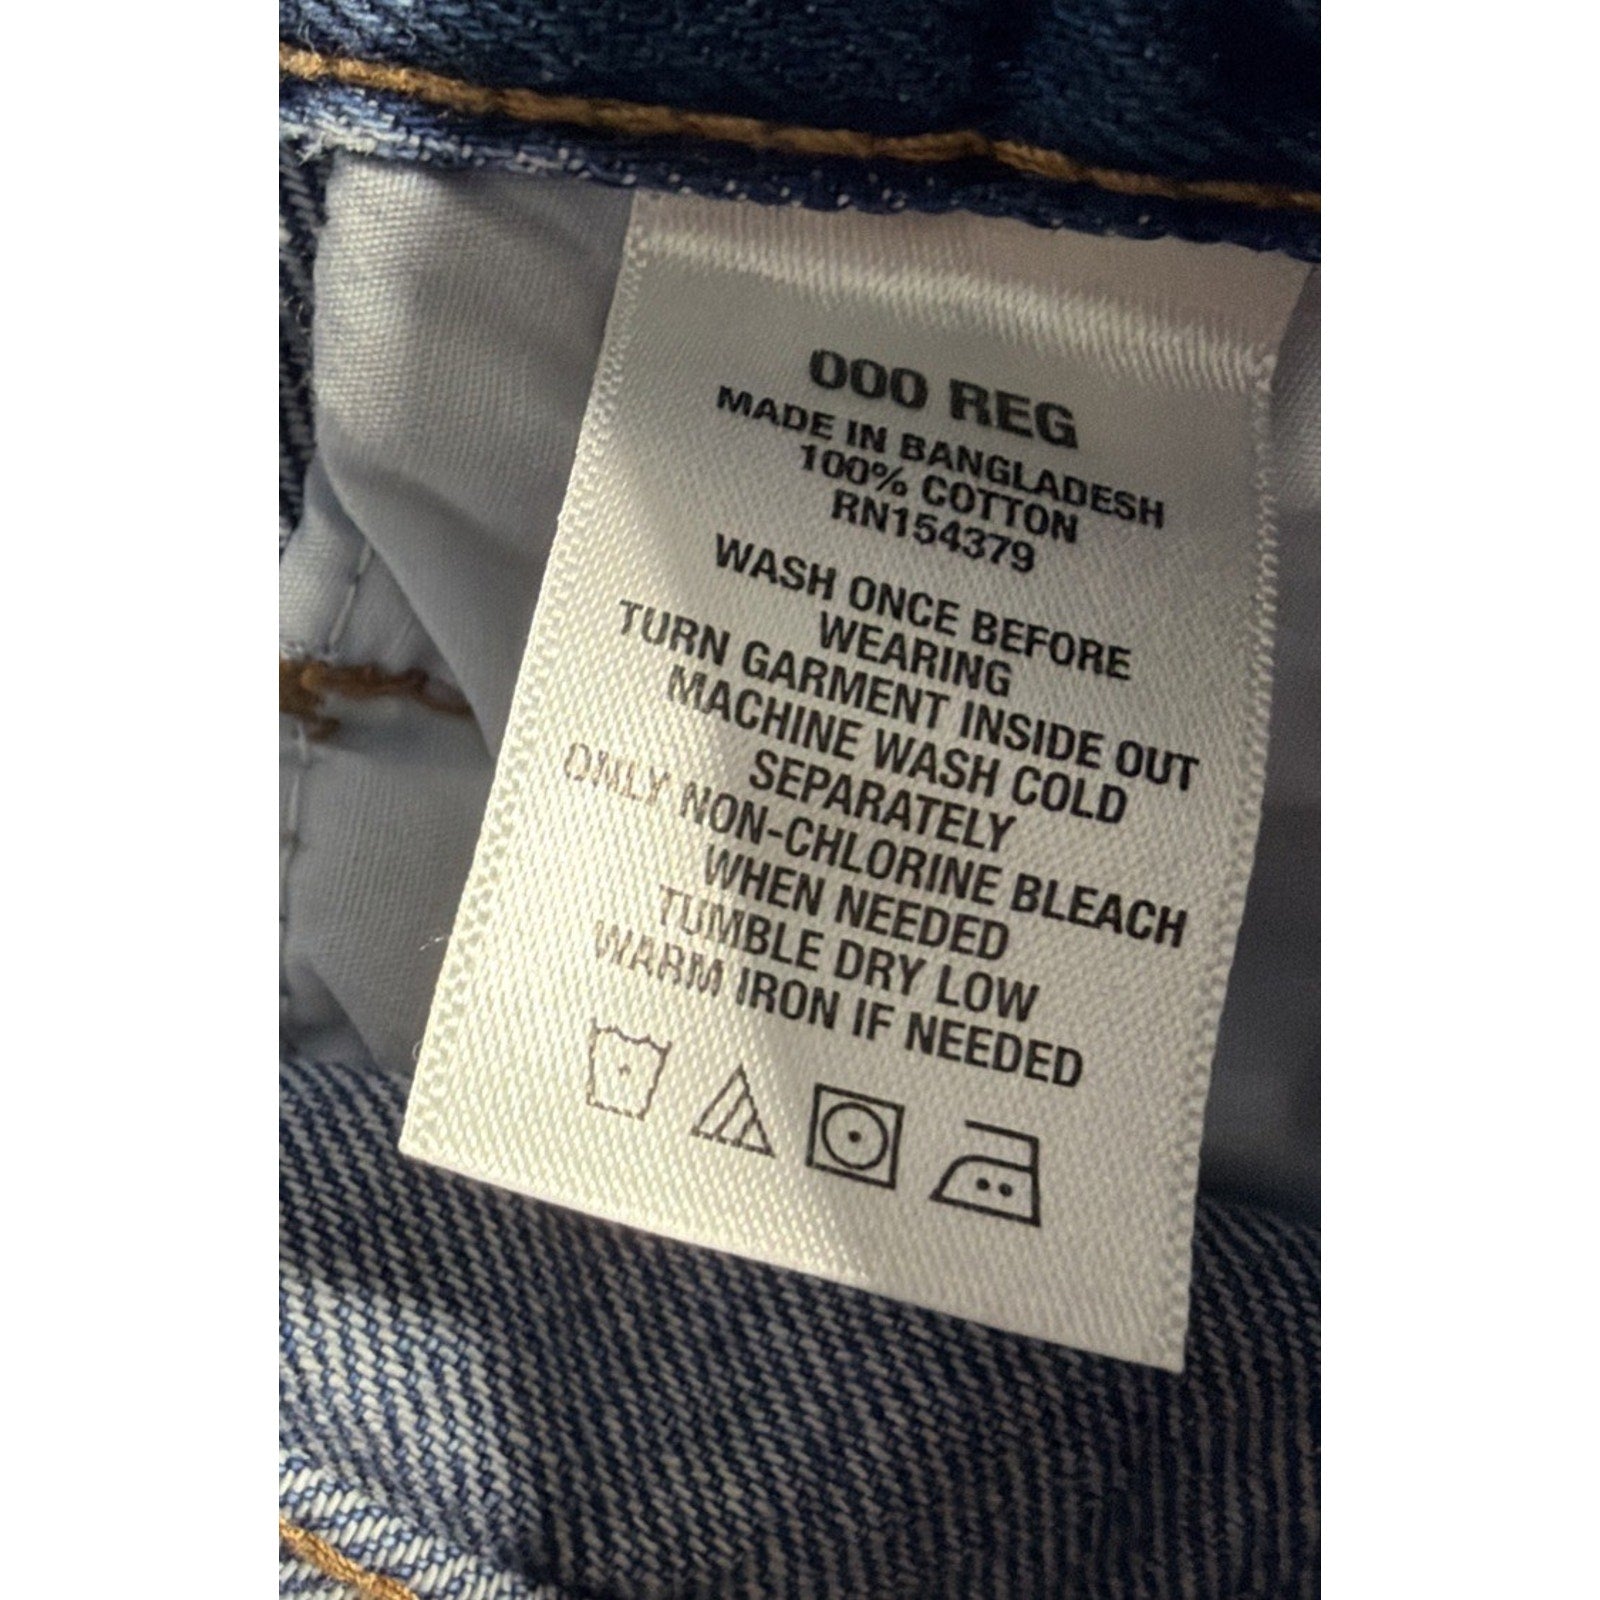 000 REG
MADE IN BANGLADESH
100% COTTON
RN154379
WASH ONCE BEFORE
WEARING
TURN GARMENT INSIDE OUT
MACHINE WASH COLD
SEPARATELY
ONLY NON-CHLORINE BLEACH
WHEN NEEDED
TUMBLE DRY LOW
WARM IRON IF NEEDED